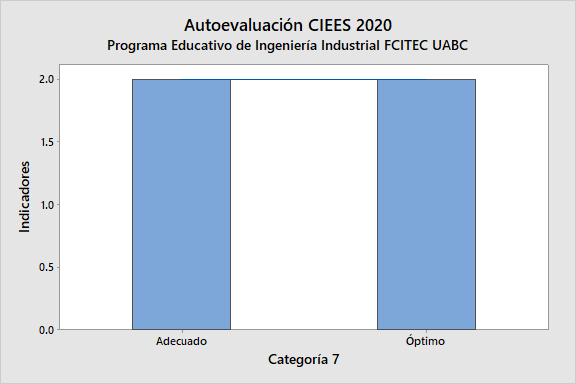 Autoevaluación CIEES 2020
Programa Educativo de Ingeniería Industrial FCITEC UABC
2.0
1.5
1.0
0.5
0.0
Indicadores
Adecuado
Óptimo
Categoría 7